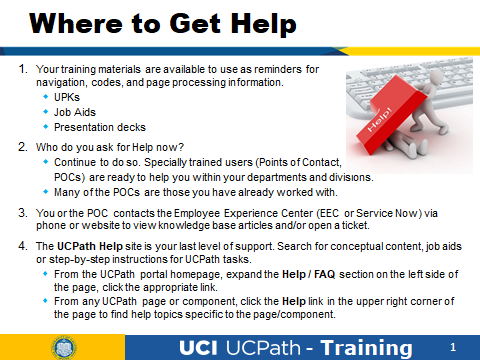 Where to Get Help
1. Your training materials are available to use as reminders for
navigation, codes, and page processing information.
UPKs
Job Aids
Presentation decks
Help!
2. Who do you ask for Help now?
Continue to do so. Specially trained users (Points of Contact,
POCs) are ready to help you within your departments and divisions.
Many of the POCs are those you have already worked with.
3. You or the POC contacts the Employee Experience Center (EEC or Service Now) via
phone or website to view knowledge base articles and/or open a ticket.
4. The UCPath Help site is your last level of support. Search for conceptual content, job aids
or step-by-step instructions for UCPath tasks.
From the UCPath portal homepage, expand the Help / FAQ section on the left side of
the page, click the appropriate link.
From any UCPath page or component, click the Help link in the upper right corner of
the page to find help topics specific to the page/component.
UCI UCPath - Training 1